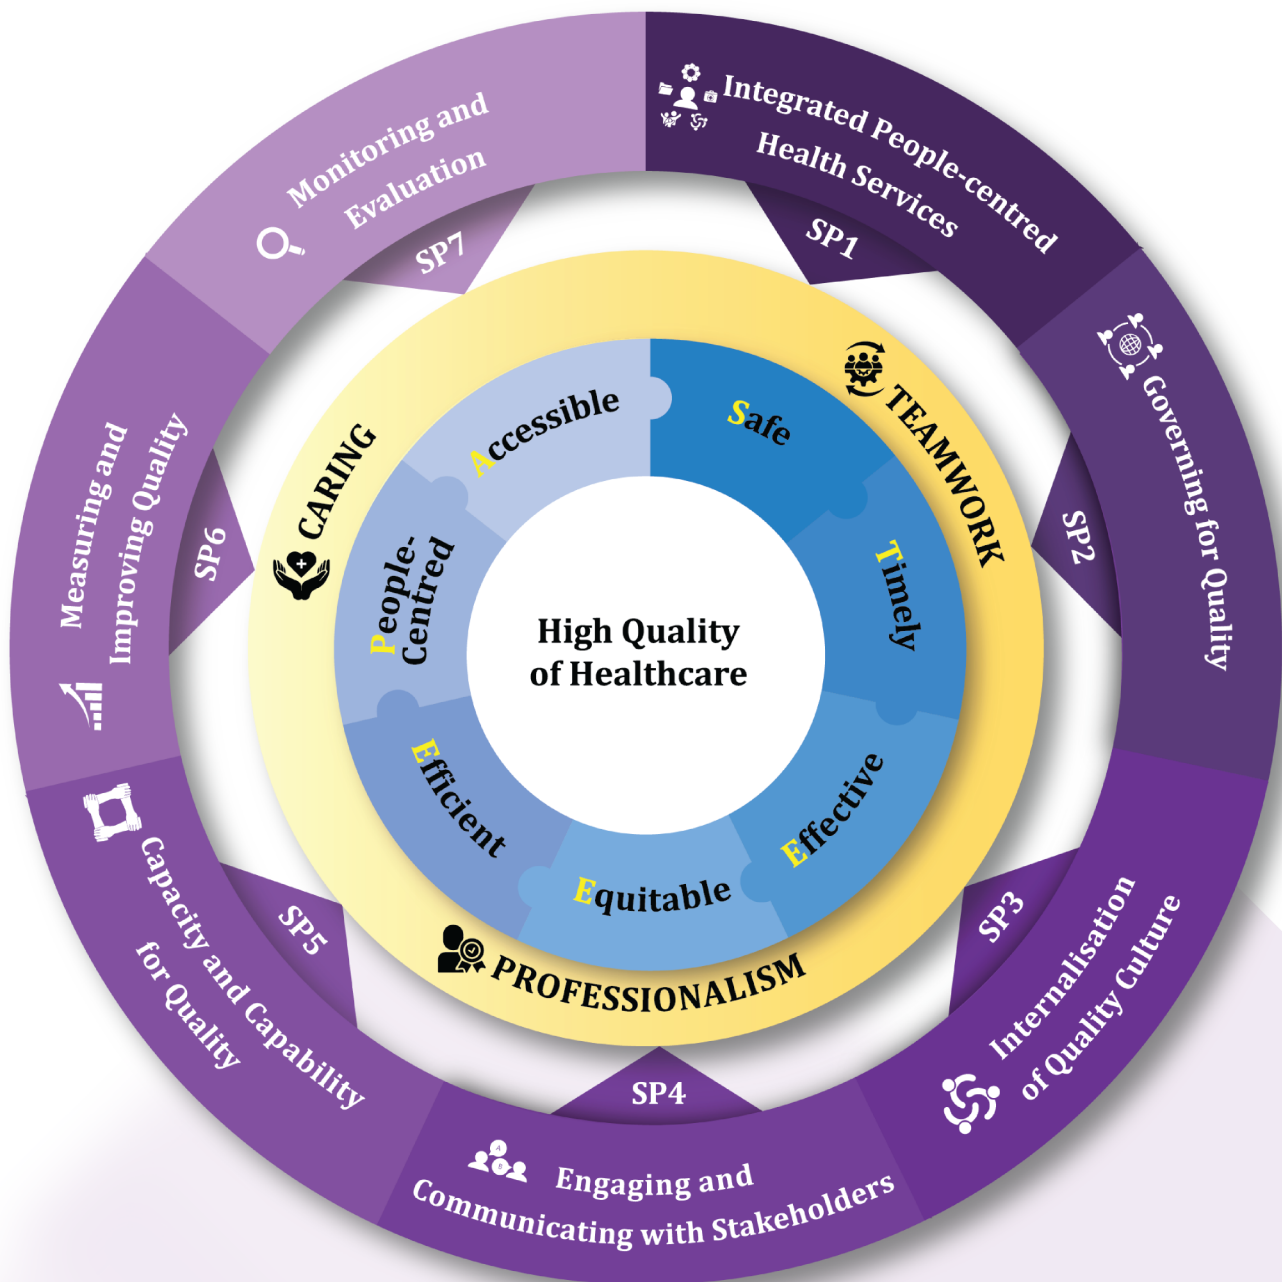 Integrated People-centred
Health Services
SP1
Governing for Quality
SP2
Internalisation
of Quality Culture
SP3
Engaging and
Communicating with Stakeholders
SP4
A
B
Capacity and Capability
for Quality
SP5
Measuring and
Improving Quality
SP6
Monitoring and
Evaluation
SP7
TEAMWORK
PROFESSIONALISM
CARING
Safe
Timely
Effective
Equitable
Efficient
People-
Centred
Accessible
High Quality
of Healthcare